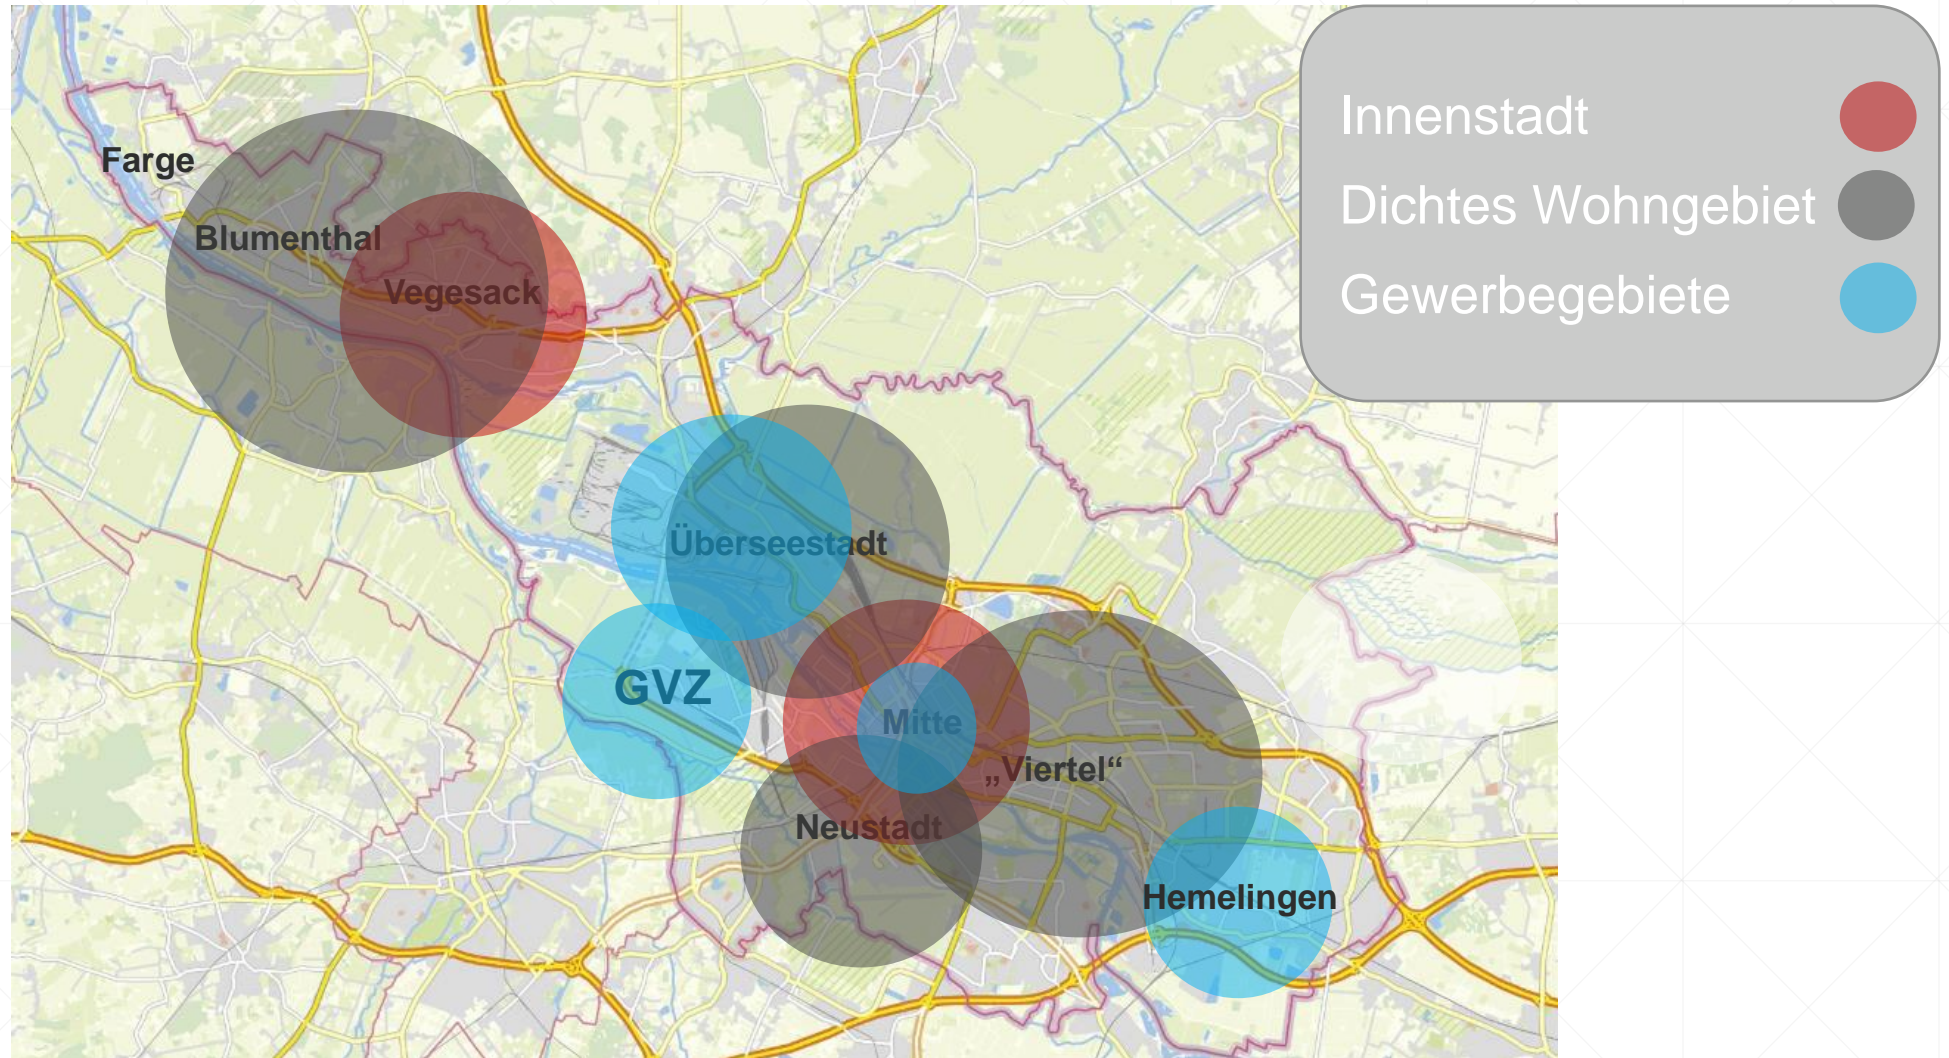 Innenstadt
Dichtes Wohngebiet
Gewerbegebiete
Farge
Blumenthal
Vegesack
Überseestadt
GVZ
Mitte
„Viertel“
Neustadt
Hemelingen